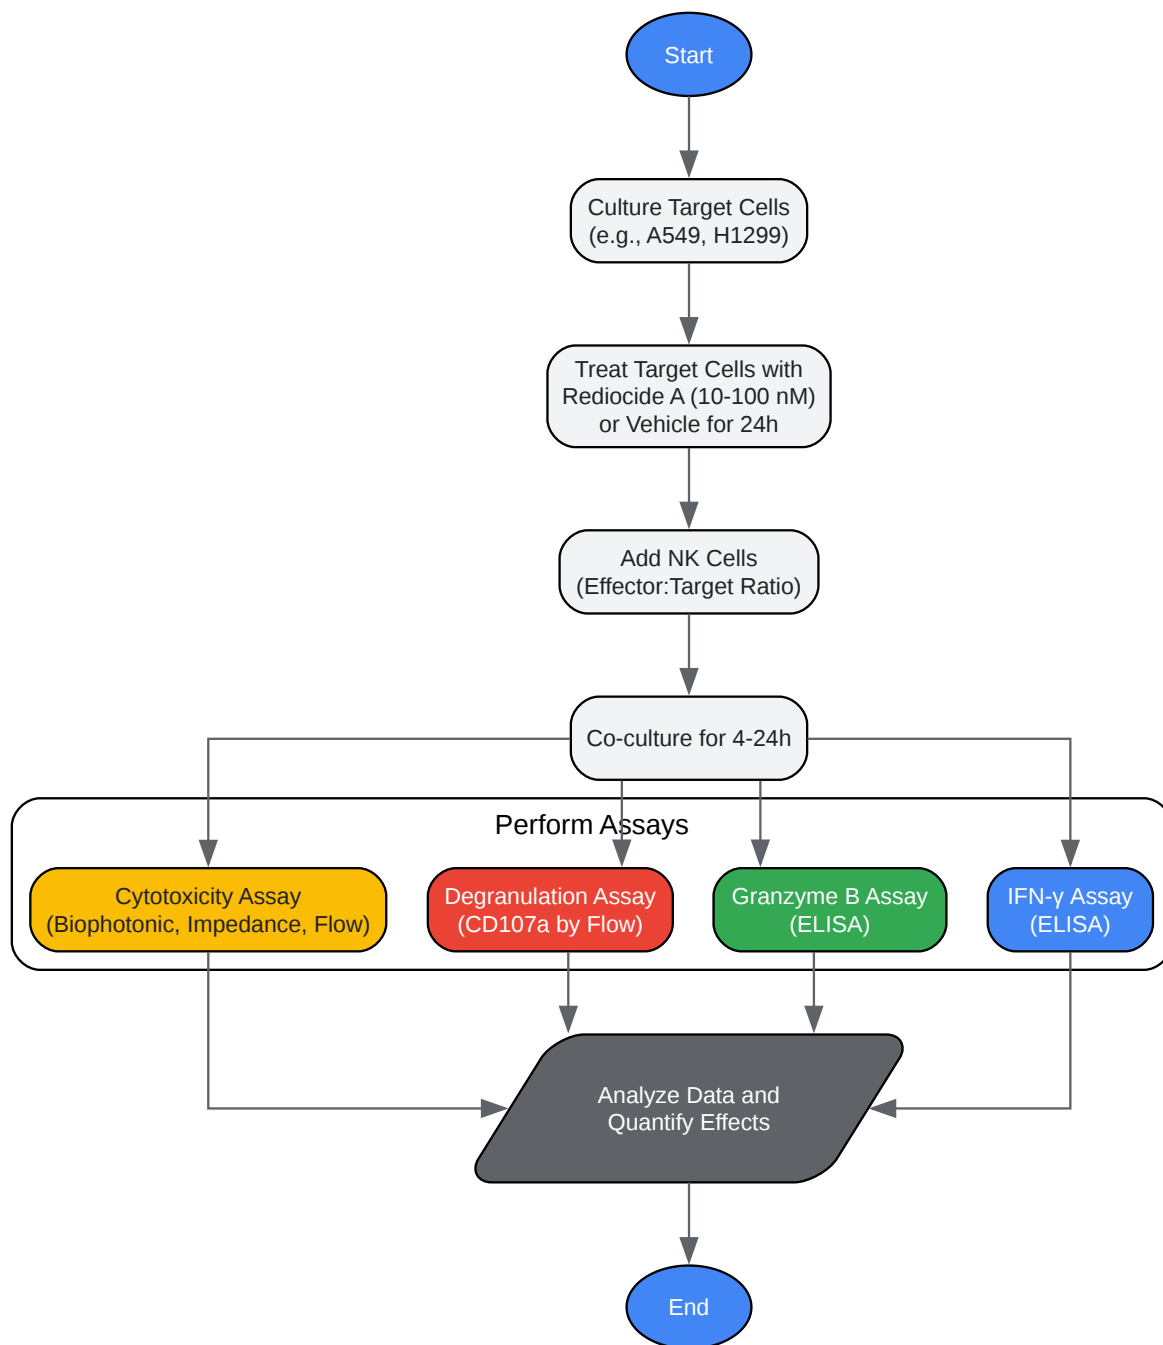 Start
Culture Target Cells
(e.g., A549, H1299)
Treat Target Cells with
Rediocide A (10-100 nM)
or Vehicle for 24h
Add NK Cells
(Effector:Target Ratio)
Co-culture for 4-24h
Perform Assays
Cytotoxicity Assay
(Biophotonic, Impedance, Flow)
Degranulation Assay
(CD107a by Flow)
Granzyme B Assay
(ELISA)
IFN-γ Assay
(ELISA)
Analyze Data and
Quantify Effects
End